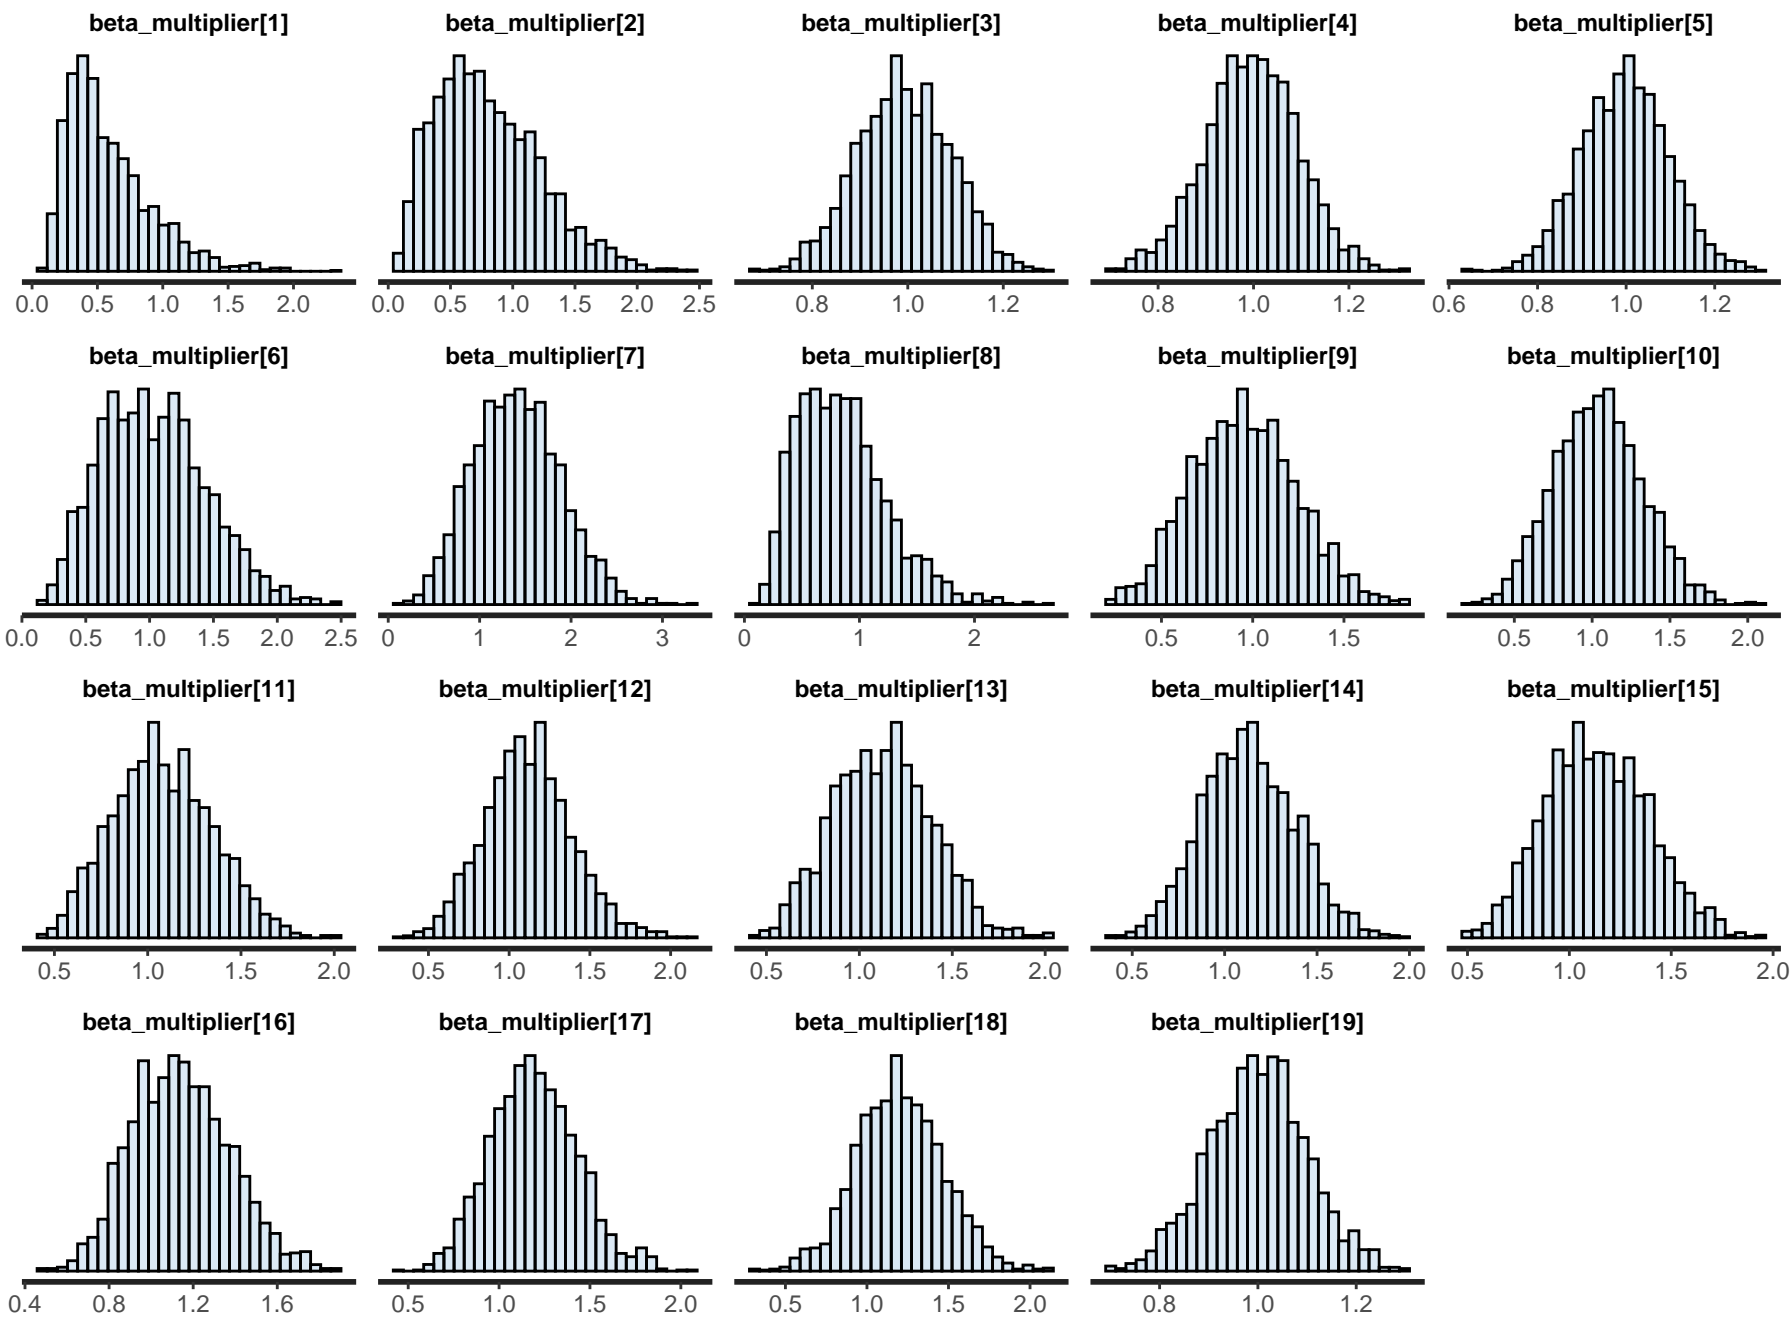 beta_multiplier[1] beta_multiplier[2] beta_multiplier[3] beta_multiplier[4] beta_multiplier[5]
0.0 0.5 1.0 1.5 2.0 0.0 0.5 1.0 1.5 2.0 2.5 0.8 1.0 1.2 0.8 1.0 1.2 0.6 0.8 1.0 1.2
beta_multiplier[6] beta_multiplier[7] beta_multiplier[8] beta_multiplier[9] beta_multiplier[10]
0.0 0.5 1.0 1.5 2.0 2.5 0 1 2 3 0 1 2 0.5 1.0 1.5 0.5 1.0 1.5 2.0
beta_multiplier[11] beta_multiplier[12] beta_multiplier[13] beta_multiplier[14] beta_multiplier[15]
0.5 1.0 1.5 2.0 0.5 1.0 1.5 2.0 0.5 1.0 1.5 2.0 0.5 1.0 1.5 2.0 0.5 1.0 1.5 2.0
beta_multiplier[16] beta_multiplier[17] beta_multiplier[18] beta_multiplier[19]
0.4 0.8 1.2 1.6 0.5 1.0 1.5 2.0 0.5 1.0 1.5 2.0 0.8 1.0 1.2